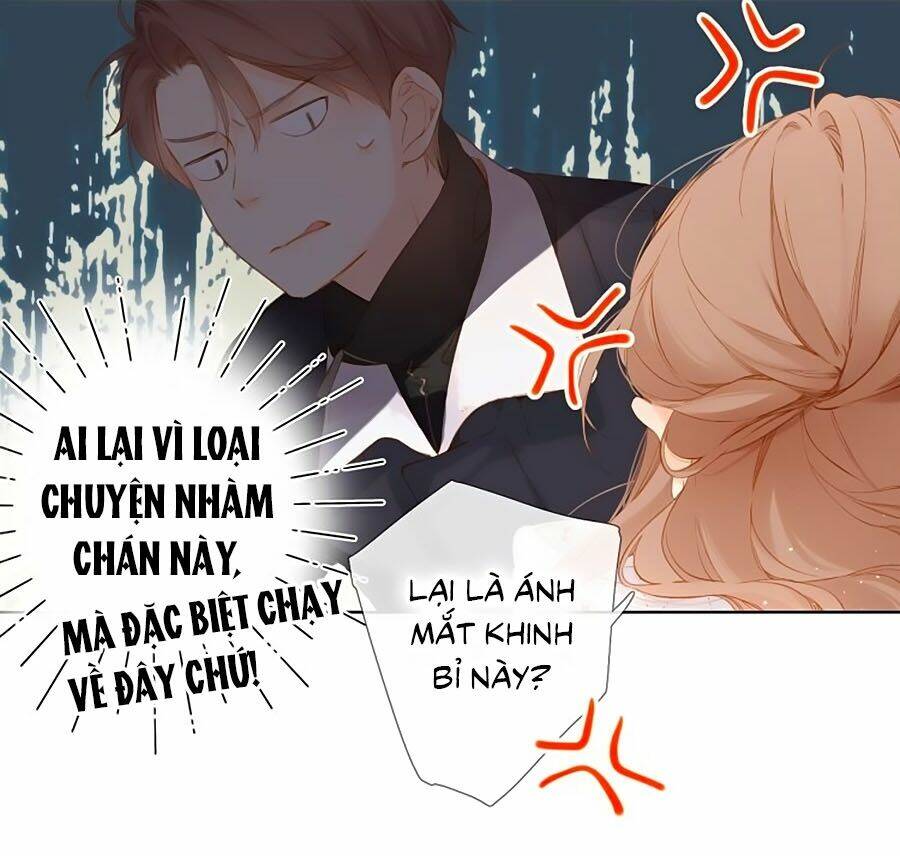 AI LẠI VÌ LOẠI
CHUYỆN NHÀM
CHÁN NÀY,
MÀ ĐẶC BIỆT CHẠY
VỀ ĐÂY CHỨ!
LẠI LÀ ÁNH
MẮT KHINH
BỈ NÀY?